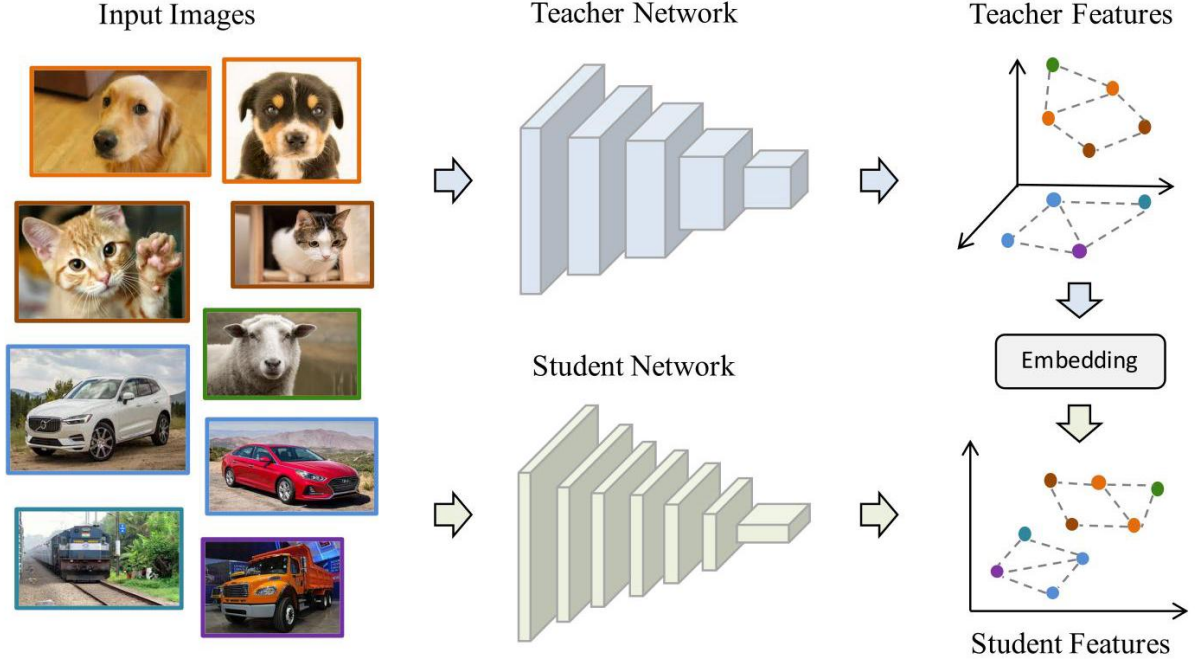 Input Images
Teacher Network
Teacher Features
Embedding
Student Network
Student Features